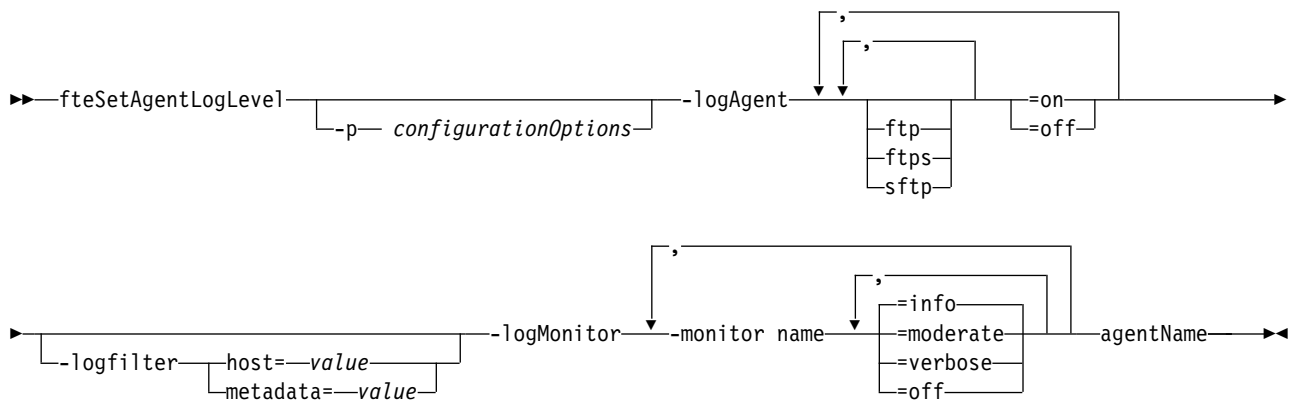 ,
,
fteSetAgentLogLevel -logAgent =on
-p configurationOptions ftp =off
ftps
sftp
,
,
=info
-logMonitor -monitor name =moderate agentName
-logfilter host= value =verbose
metadata= value =off